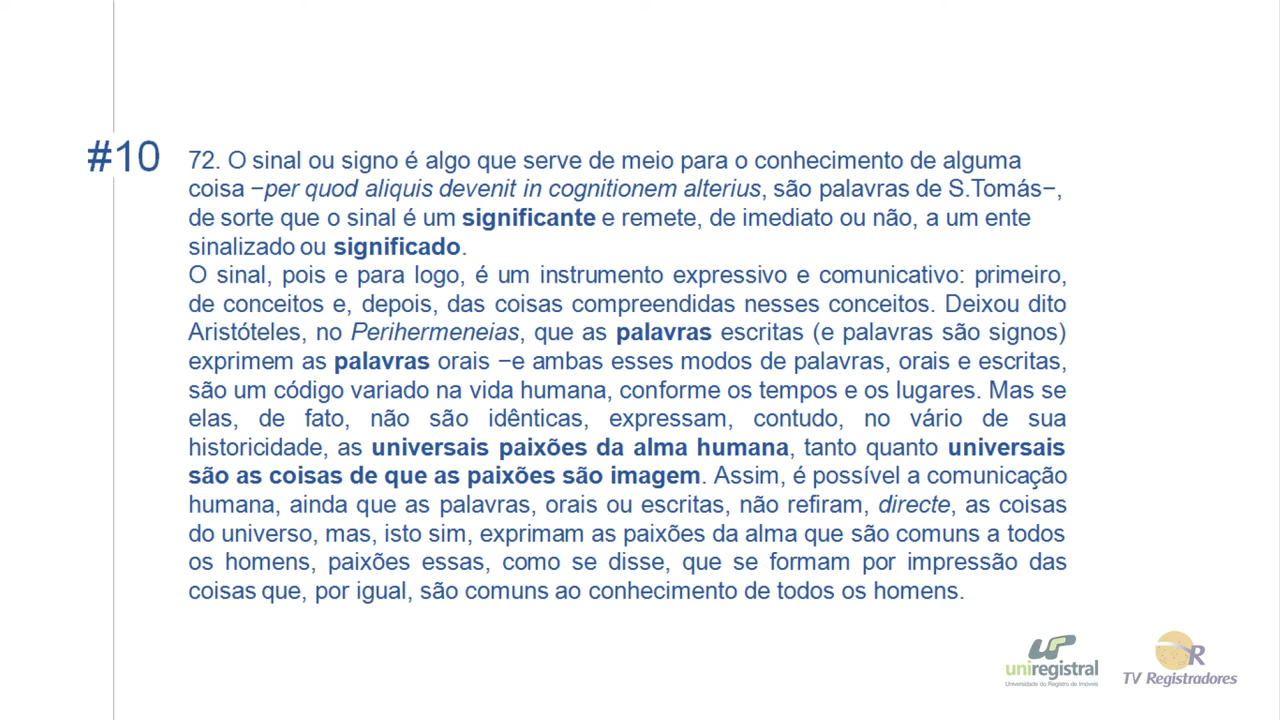 #10
72. O sinal ou signo é algo que serve de meio para o conhecimento de alguma
coisa −per quod aliquis devenit in cognitionem alterius, são palavras de S.Tomás−,
de sorte que o sinal é um significante e remete, de imediato ou não, a um ente
sinalizado ou significado.
O sinal, pois e para logo, é um instrumento expressivo e comunicativo: primeiro,
de conceitos e, depois, das coisas compreendidas nesses conceitos. Deixou dito
Aristóteles, no Perihermeneias, que as palavras escritas (e palavras são signos)
exprimem as palavras orais −e ambas esses modos de palavras, orais e escritas,
são um código variado na vida humana, conforme os tempos e os lugares. Mas se
elas, de fato, não são idênticas, expressam, contudo, no vário de sua
historicidade, as universais paixões da alma humana, tanto quanto universais
são as coisas de que as paixões são imagem. Assim, é possível a comunicação
humana, ainda que as palavras, orais ou escritas, não refiram, directe, as coisas
do universo, mas, isto sim, exprimam as paixões da alma que são comuns a todos
os homens, paixões essas, como se disse, que se formam por impressão das
coisas que, por igual, são comuns ao conhecimento de todos os homens.
uniregistral
Universidade do Registro de Imóveis
R
TV Registradores